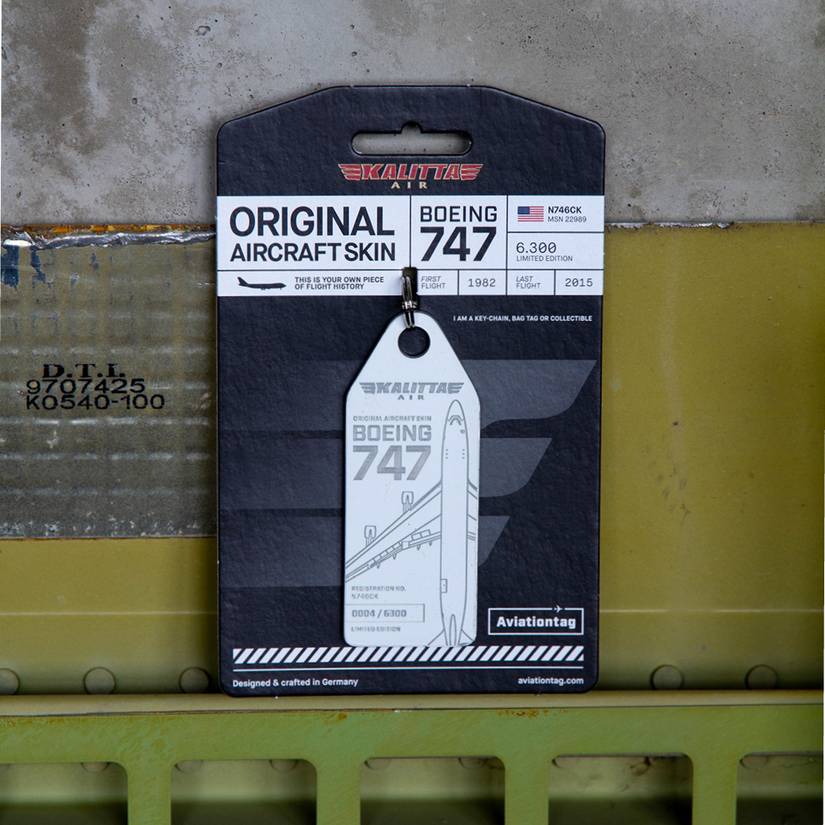 KALITTA
AIR
ORIGINAL
AIRCRAFT SKIN
BOEING
747
N746CK
MSN 22989
6.300
LIMITED EDITION
THIS IS YOUR OWN PIECE
OF FLIGHT HISTORY
FIRST
FLIGHT
1982
LAST
FLIGHT
2015
I AM A KEY-CHAIN, BAG TAG OR COLLECTIBLE
D.T.I.
9707425
K0540-100
KALITTA
AIR
ORIGINAL AIRCRAFT SKIN
BOEING
747
REGISTRATION NO.
N746CK
0004 / 6300
LIMITED EDITION
Aviationtag
Designed & crafted in Germany
aviationtag.com